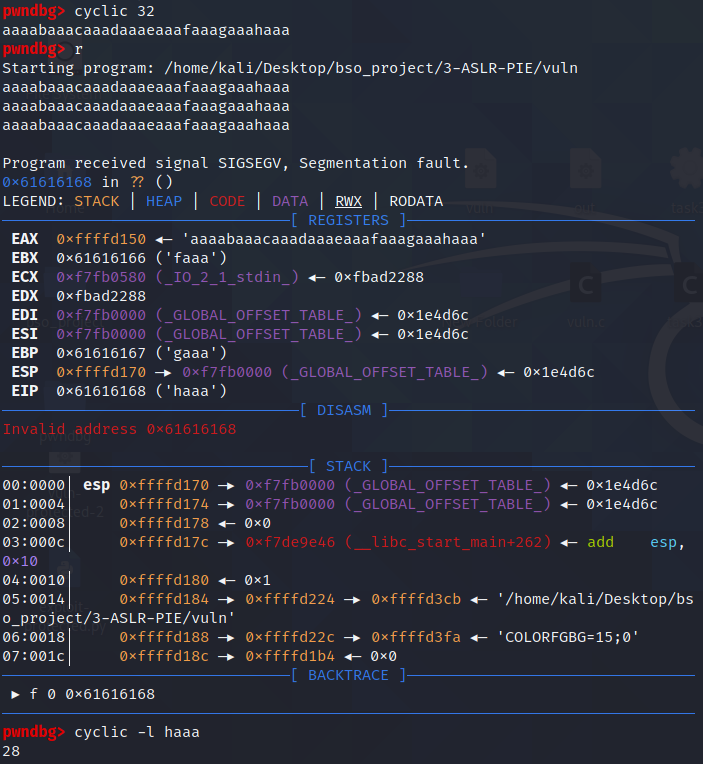 pwndbg> cyclic 32
aaaabaaacaaadaaaeaaafaaagaaahaaa
pwndbg> r
Starting program: /home/kali/Desktop/bso_project/3-ASLR-PIE/vuln
aaaabaaacaaadaaaeaaafaaagaaahaaa
aaaabaaacaaadaaaeaaafaaagaaahaaa
aaaabaaacaaadaaaeaaafaaagaaahaaa
Program received signal SIGSEGV, Segmentation fault.
0×61616168 in ?? ()
LEGEND: STACK | HEAP | CODE | DATA | RWX | RODATA
[ REGISTERS ]
EAX 0×ffffd150 ◂— 'aaaabaaacaaadaaaeaaafaaagaaahaaa'
EBX 0×61616166 ('faaa')
ECX 0×f7fb0580 (_IO_2_1_stdin_) ◂— 0×fbad2288
EDX 0×fbad2288
EDI 0×f7fb0000 (_GLOBAL_OFFSET_TABLE_) ◂— 0×1e4d6c
ESI 0×f7fb0000 (_GLOBAL_OFFSET_TABLE_) ◂— 0×1e4d6c
EBP 0×61616167 ('gaaa')
ESP 0×ffffd170 —▸ 0×f7fb0000 (_GLOBAL_OFFSET_TABLE_) ◂— 0×1e4d6c
EIP 0×61616168 ('haaa')
[ DISASM ]
Invalid address 0×61616168
[ STACK ]
00:0000│ esp 0×ffffd170 —▸ 0×f7fb0000 (_GLOBAL_OFFSET_TABLE_) ◂— 0×1e4d6c
01:0004│ 0×ffffd174 —▸ 0×f7fb0000 (_GLOBAL_OFFSET_TABLE_) ◂— 0×1e4d6c
02:0008│ 0×ffffd178 ◂— 0×0
03:000c│ 0×ffffd17c —▸ 0×f7de9e46 (__libc_start_main+262) ◂— add esp,
0×10
04:0010│ 0×ffffd180 ◂— 0×1
05:0014│ 0×ffffd184 —▸ 0×ffffd224 —▸ 0×ffffd3cb ◂— '/home/kali/Desktop/bs
o_project/3-ASLR-PIE/vuln'
06:0018│ 0×ffffd188 —▸ 0×ffffd22c —▸ 0×ffffd3fa ◂— 'COLORFGBG=15;0'
07:001c│ 0×ffffd18c —▸ 0×ffffd1b4 ◂— 0×0
[ BACKTRACE ]
► f 0 0×61616168
pwndbg> cyclic -l haaa
28